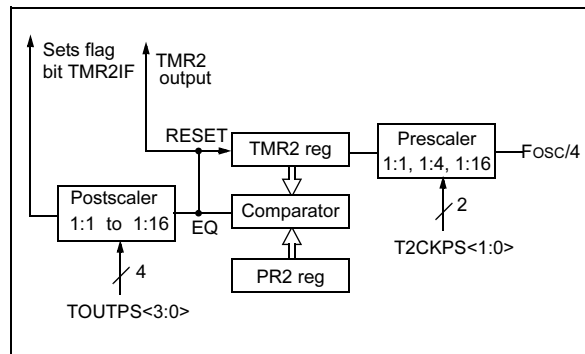 Sets flag
bit TMR2IF
TMR2
output
RESET
TMR2 reg
Prescaler
1:1, 1:4, 1:16
FOSC/4
Postscaler
1:1 to 1:16
EQ
Comparator
2
T2CKPS<1:0>
4
PR2 reg
TOUTPS<3:0>